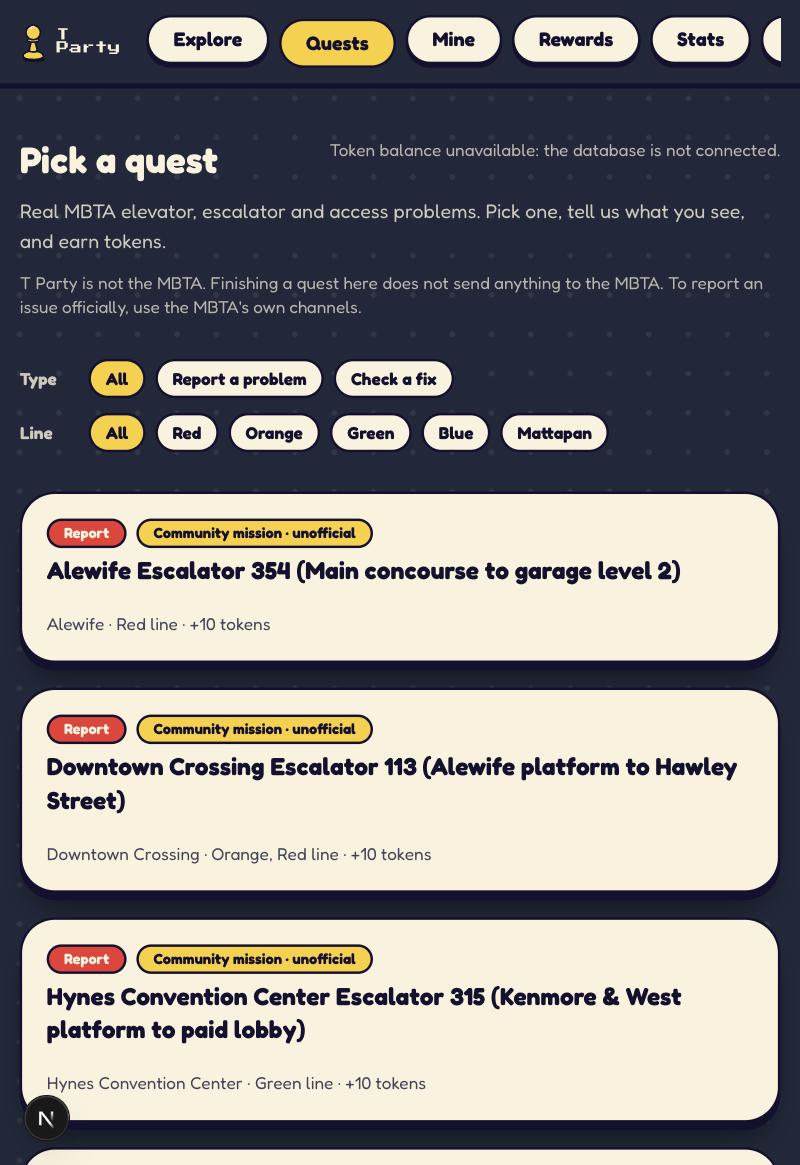 T
Party
Explore
Quests
Mine
Rewards
Stats
Pick a quest
Token balance unavailable: the database is not connected.
Real MBTA elevator, escalator and access problems. Pick one, tell us what you see,
and earn tokens.
T Party is not the MBTA. Finishing a quest here does not send anything to the MBTA. To report an
issue officially, use the MBTA's own channels.
Type
All
Report a problem
Check a fix
Line
All
Red
Orange
Green
Blue
Mattapan
Report
Community mission · unofficial
Alewife Escalator 354 (Main concourse to garage level 2)
Alewife · Red line · +10 tokens
Report
Community mission · unofficial
Downtown Crossing Escalator 113 (Alewife platform to Hawley
Street)
Downtown Crossing · Orange, Red line · +10 tokens
Report
Community mission · unofficial
Hynes Convention Center Escalator 315 (Kenmore & West
platform to paid lobby)
Hynes Convention Center · Green line · +10 tokens
N